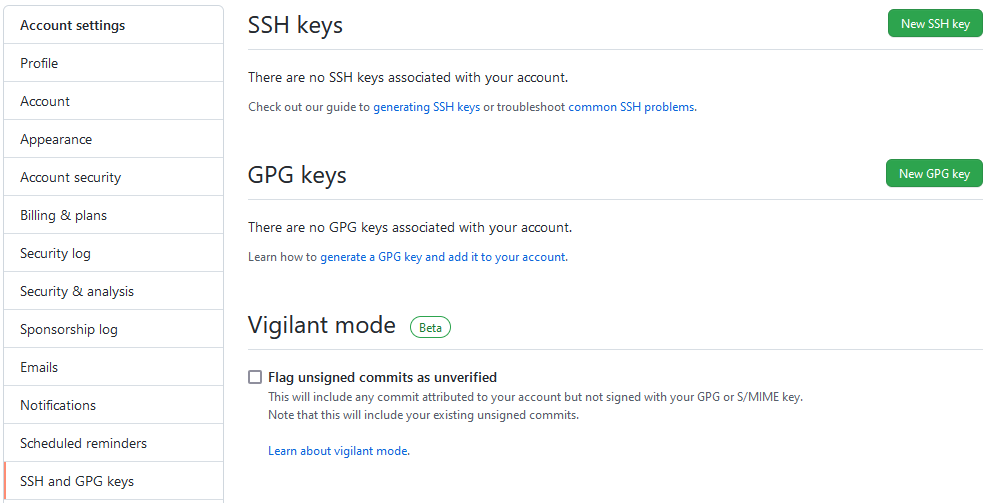 Account settings
Profile
Account
Appearance
Account security
Billing & plans
Security log
Security & analysis
Sponsorship log
Emails
Notifications
Scheduled reminders
SSH and GPG keys
SSH keys
New SSH key
There are no SSH keys associated with your account.
Check out our guide to generating SSH keys or troubleshoot common SSH problems.
GPG keys
New GPG key
There are no GPG keys associated with your account.
Learn how to generate a GPG key and add it to your account.
Vigilant mode Beta
Flag unsigned commits as unverified
This will include any commit attributed to your account but not signed with your GPG or S/MIME key.
Note that this will include your existing unsigned commits.
Learn about vigilant mode.